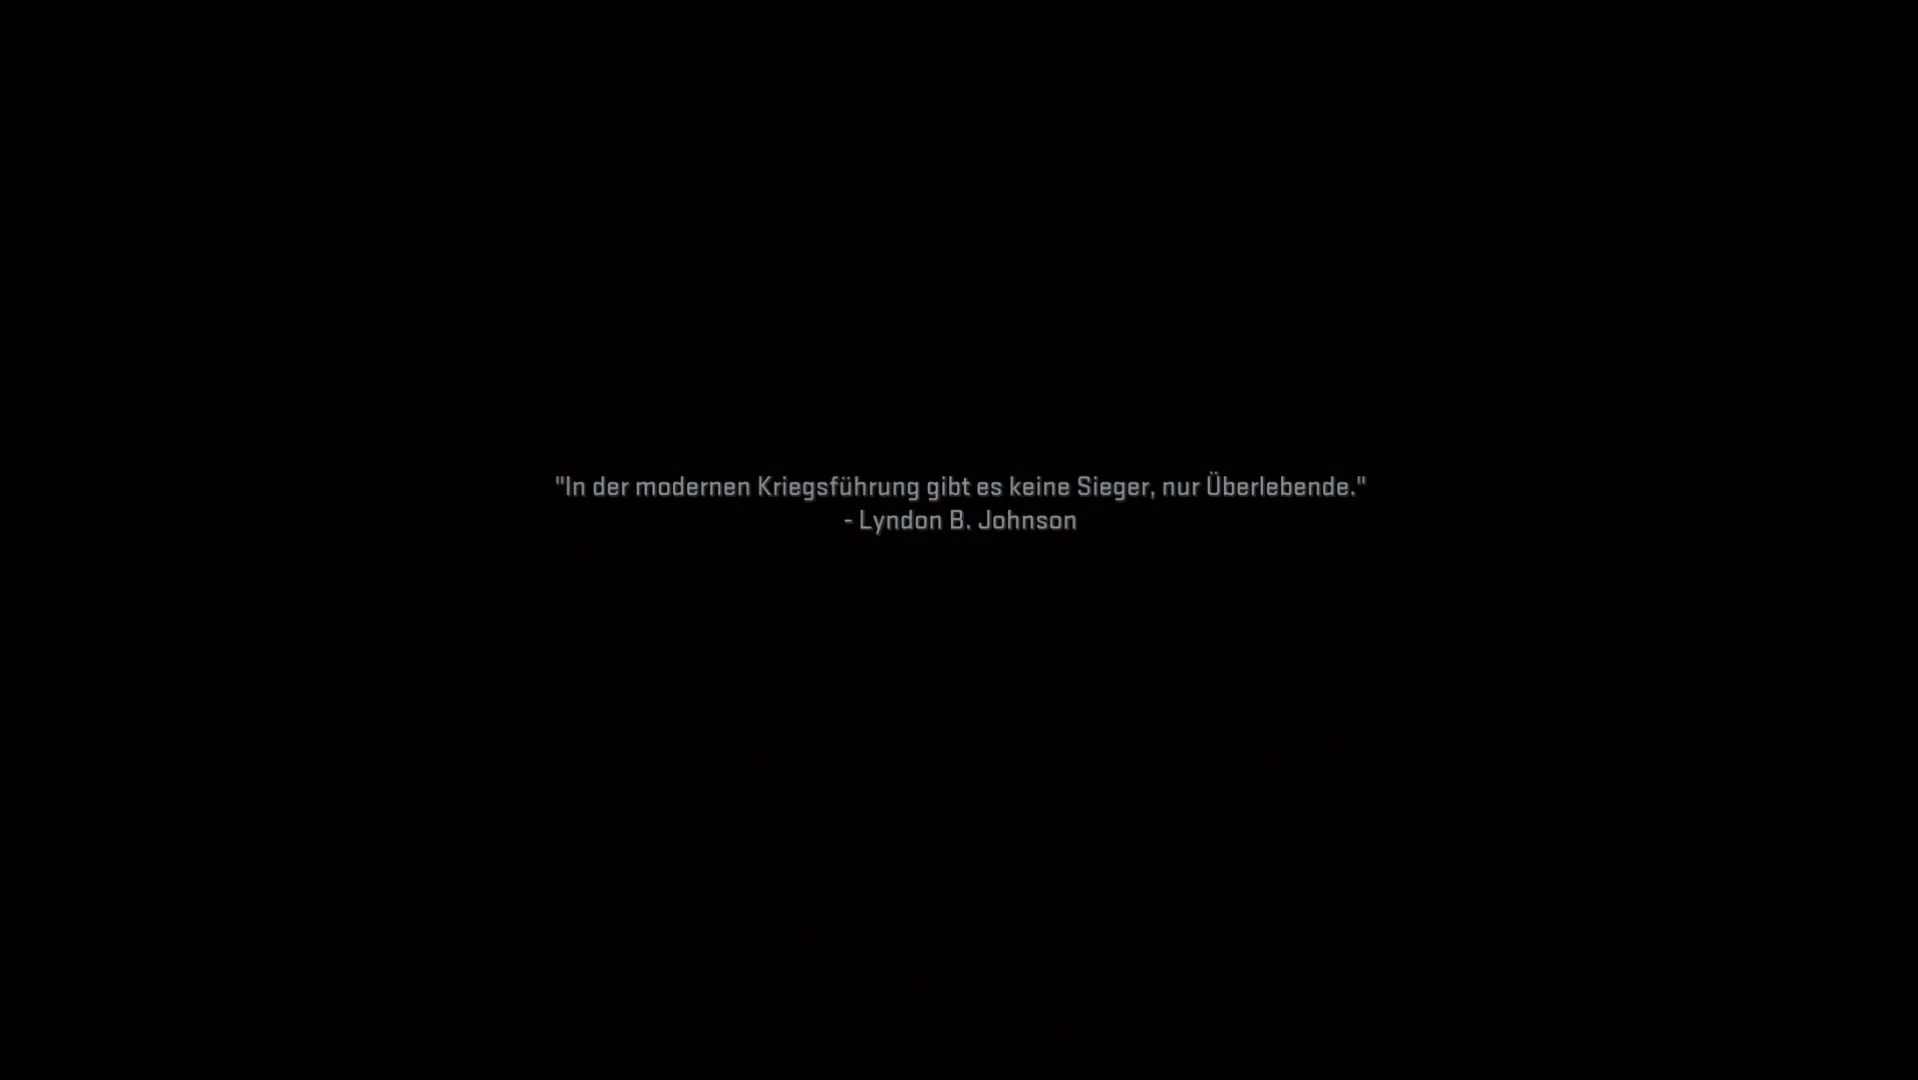 "In der modernen Kriegsführung gibt es keine Sieger, nur Überlebende."
- Lyndon B. Johnson